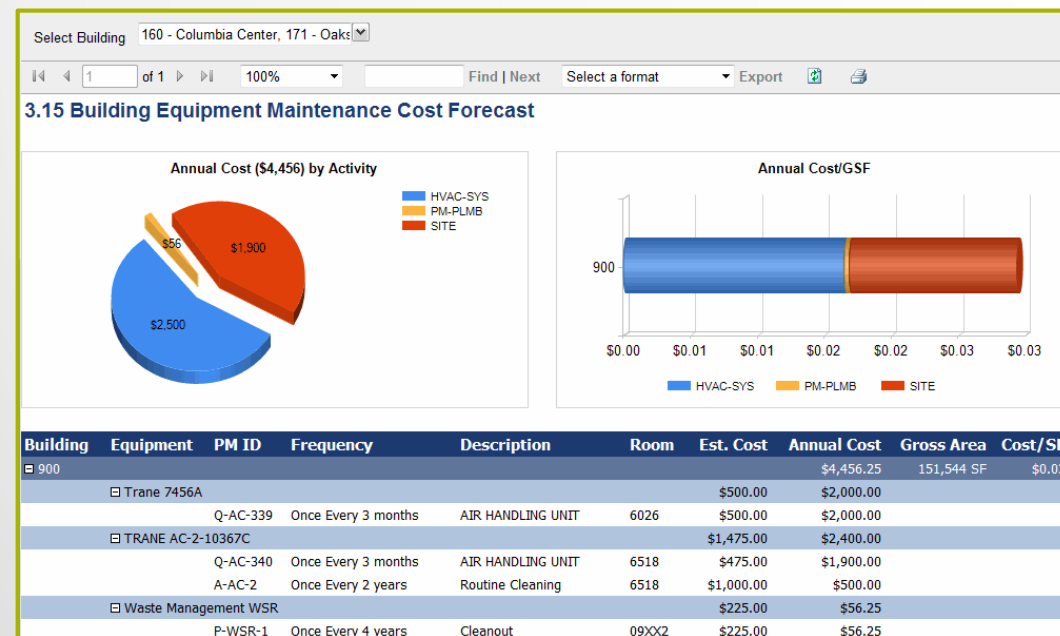 Select Building 160 - Columbia Center, 171 - Oaks
1 of 1 100% Find | Next Select a format Export
3.15 Building Equipment Maintenance Cost Forecast
Annual Cost ($4,456) by Activity
HVAC-SYS
PM-PLMB
SITE
$56
$1,900
$2,500
Annual Cost/GSF
900
$0.00 $0.01 $0.01 $0.02 $0.02 $0.03 $0.03
HVAC-SYS PM-PLMB SITE
Building Equipment PM ID Frequency Description Room Est. Cost Annual Cost Gross Area
900 $4,456.25 151,544 SF
Trane 7456A $500.00 $2,000.00
Q-AC-339 Once Every 3 months AIR HANDLING UNIT 6026 $500.00 $2,000.00
TRANE AC-2-10367C $1,475.00 $2,400.00
Q-AC-340 Once Every 3 months AIR HANDLING UNIT 6518 $475.00 $1,900.00
A-AC-2 Once Every 2 years Routine Cleaning 6518 $1,000.00 $500.00
Waste Management WSR $225.00 $56.25
P-WSR-1 Once Every 4 years Cleanout 09XX2 $225.00 $56.25